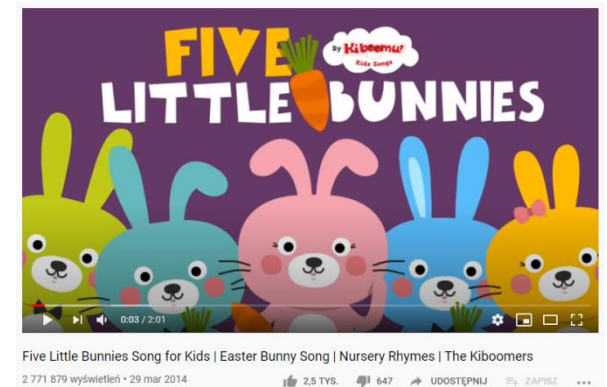 FIVE
By Kiboomu!
Kids Songs
LITTLE BUNNIES
0:03 / 2:01
Five Little Bunnies Song for Kids | Easter Bunny Song | Nursery Rhymes | The Kiboomers
2 771 879 wyświetleń • 29 mar 2014
2,5 TYS. 647 UDOSTĘPNIJ ZAPISZ ...